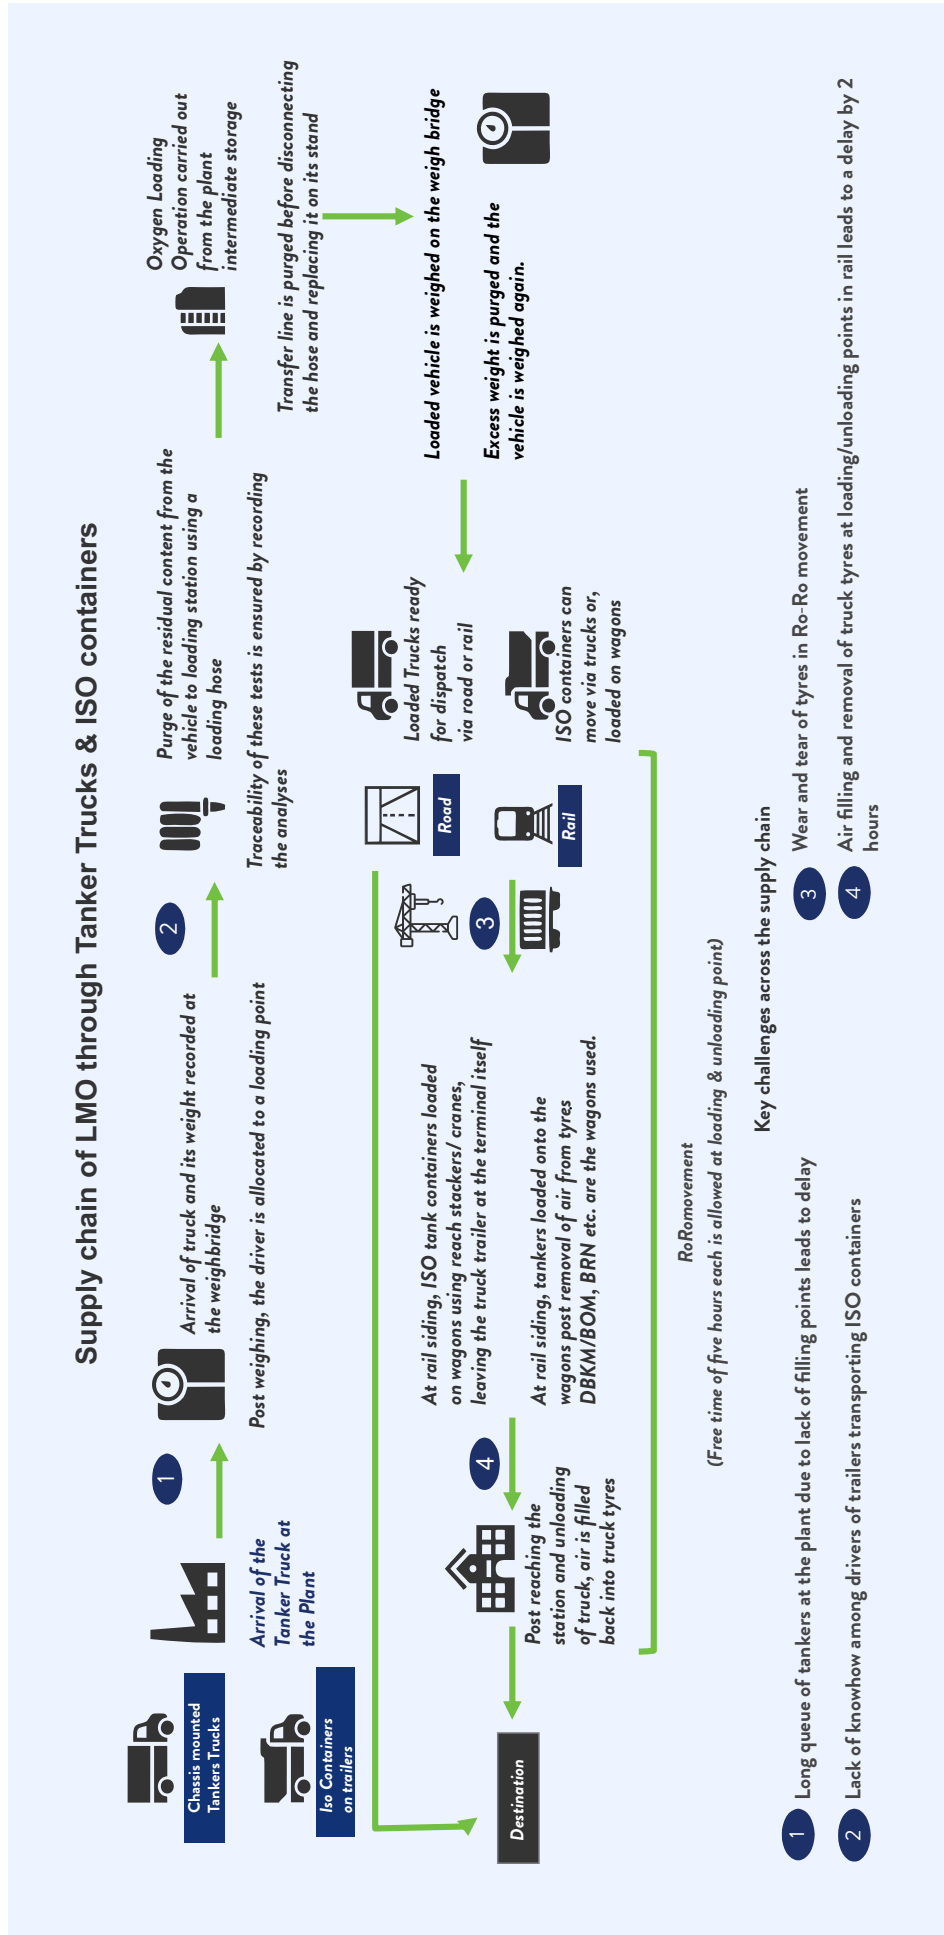 Supply chain of LMO through Tanker Trucks & ISO containers
Chassis mounted
Tankers Trucks
Iso Containers
on trailers
Arrival of the
Tanker Truck at
the Plant
1
Arrival of truck and its weight recorded at
the weighbridge
Post weighing, the driver is allocated to a loading point
2
Purge of the residual content from the
vehicle to loading station using a
loading hose
Traceability of these tests is ensured by recording
the analyses
Oxygen Loading
Operation carried out
from the plant
intermediate storage
Transfer line is purged before disconnecting
the hose and replacing it on its stand
Loaded vehicle is weighed on the weigh bridge
Excess weight is purged and the
vehicle is weighed again.
Loaded Trucks ready
for dispatch
via road or rail
ISO containers can
move via trucks or,
loaded on wagons
Road
Rail
3
At rail siding, ISO tank containers loaded
on wagons using reach stackers/ cranes,
leaving the truck trailer at the terminal itself
At rail siding, tankers loaded onto the
wagons post removal of air from tyres
DBKM/BOM, BRN etc. are the wagons used.
4
Post reaching the
station and unloading
of truck, air is filled
back into truck tyres
Destination
RoRomovement
(Free time of five hours each is allowed at loading & unloading point)
Key challenges across the supply chain
1 Long queue of tankers at the plant due to lack of filling points leads to delay
2 Lack of knowhow among drivers of trailers transporting ISO containers
3 Wear and tear of tyres in Ro-Ro movement
4 Air filling and removal of truck tyres at loading/unloading points in rail leads to a delay by 2
hours